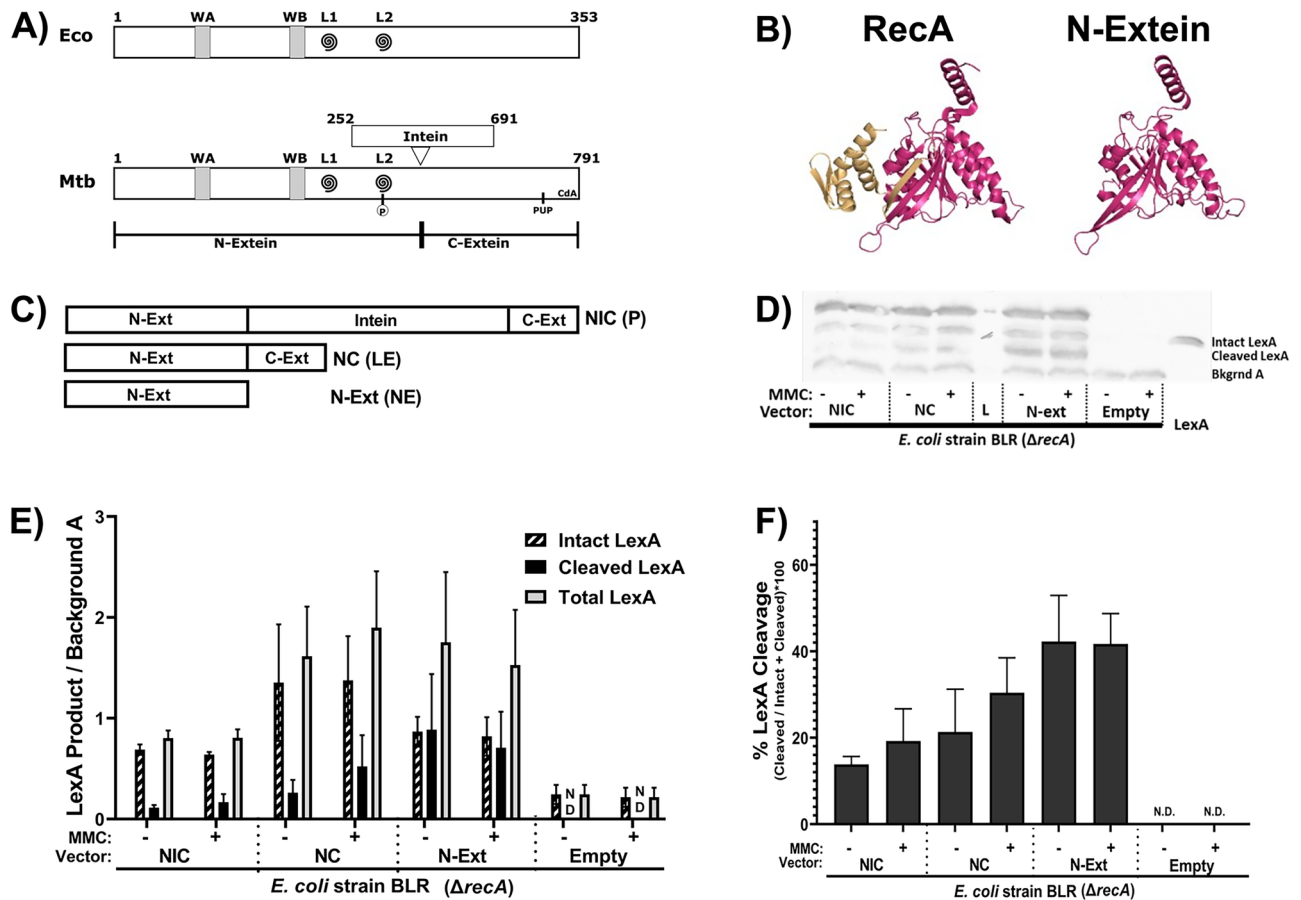 A)
1 WA WB L1 L2 353
Eco
252 691
Intein
1 WA WB L1 L2 791
Mtb
CdA
P PUP
N-Extein C-Extein
B)
RecA N-Extein
C)
N-Ext Intein C-Ext NIC (P)
N-Ext C-Ext NC (LE)
N-Ext N-Ext (NE)
D)
Intact LexA
Cleaved LexA
Bkgrnd A
MMC: - + - + - + - +
Vector: NIC NC L N-ext Empty
LexA
E. coli strain BLR (ΔrecA)
E)
LexA Product / Background A
3
2
1
0
Intact LexA
Cleaved LexA
Total LexA
N D N D
MMC: - + - + - + - +
Vector: NIC NC N-Ext Empty
E. coli strain BLR (ΔrecA)
F)
% LexA Cleavage
(Cleaved / Intact + Cleaved)*100
60
40
20
0
N.D. N.D.
MMC: - + - + - + - +
Vector: NIC NC N-Ext Empty
E. coli strain BLR (ΔrecA)